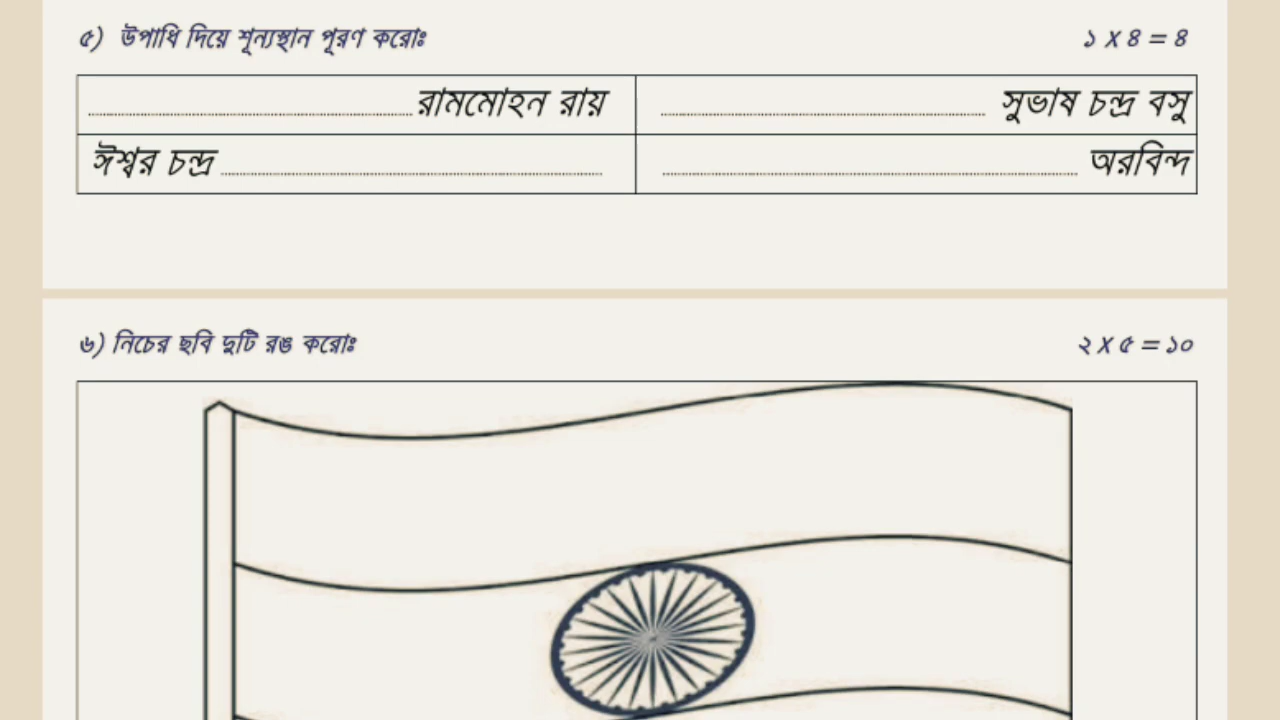 ৫) উপাধি দিয়ে শূন্যস্থান পূরণ করোঃ ১ X ৪ = ৪
........................................রামমোহন রায় ........................................ সুভাষ চন্দ্র বসু
ঈশ্বর চন্দ্র ........................................ ........................................ অরবিন্দ
৬) নিচের ছবি দুটি রঙ করোঃ ২ X ৫ = ১০